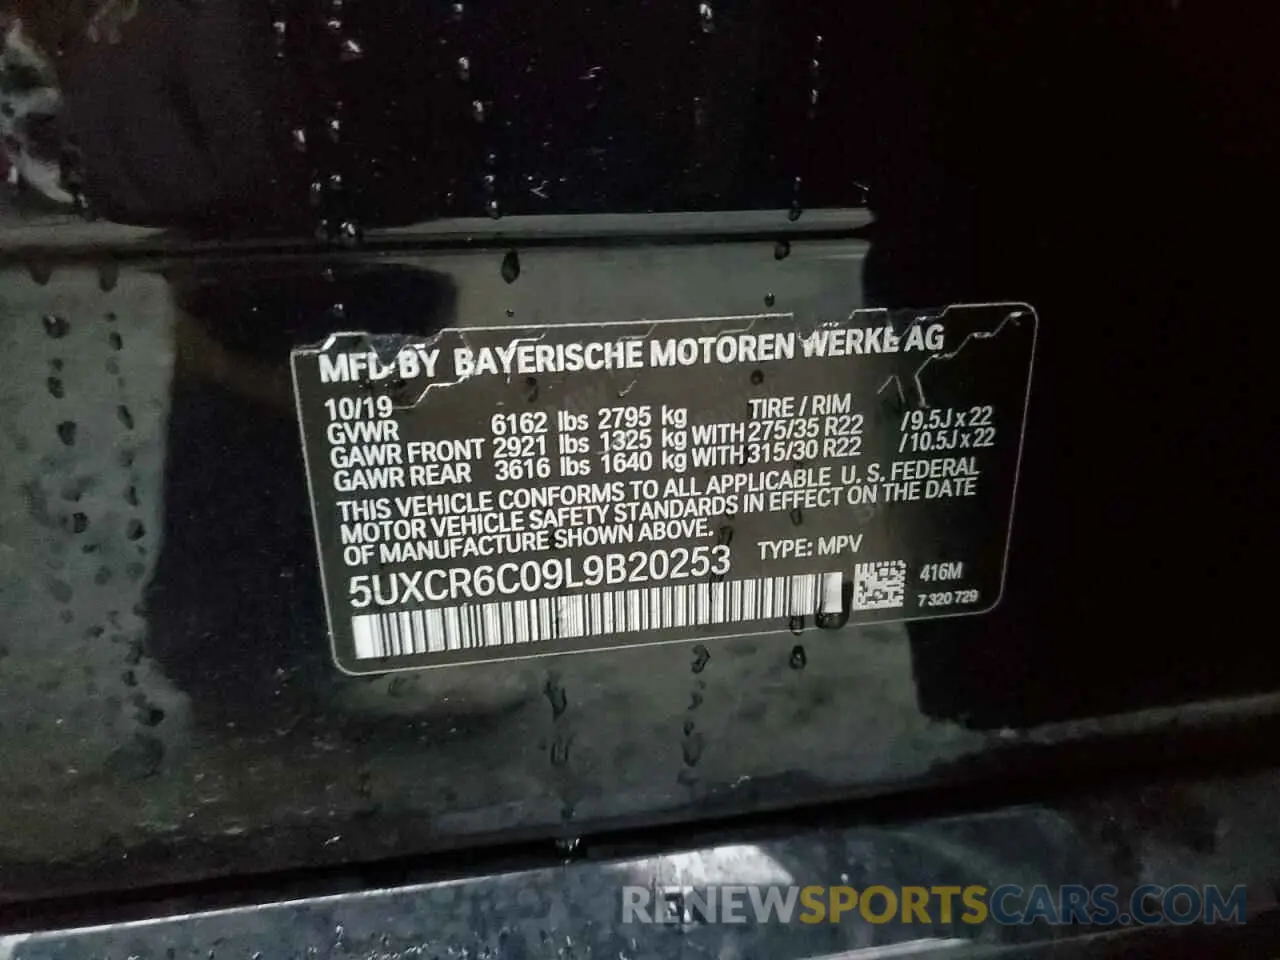 MFD BY BAYERISCHE MOTOREN WERKE AG
10/19 TIRE / RIM
GVWR 6162 lbs 2795 kg
GAWR FRONT 2921 lbs 1325 kg WITH 275/35 R22 / 9.5J x 22
GAWR REAR 3616 lbs 1640 kg WITH 315/30 R22 / 10.5J x 22
THIS VEHICLE CONFORMS TO ALL APPLICABLE U. S. FEDERAL
MOTOR VEHICLE SAFETY STANDARDS IN EFFECT ON THE DATE
OF MANUFACTURE SHOWN ABOVE.
5UXCR6C09L9B20253 TYPE: MPV
416M
7 320 729
RENEWSPORTSCARS.COM